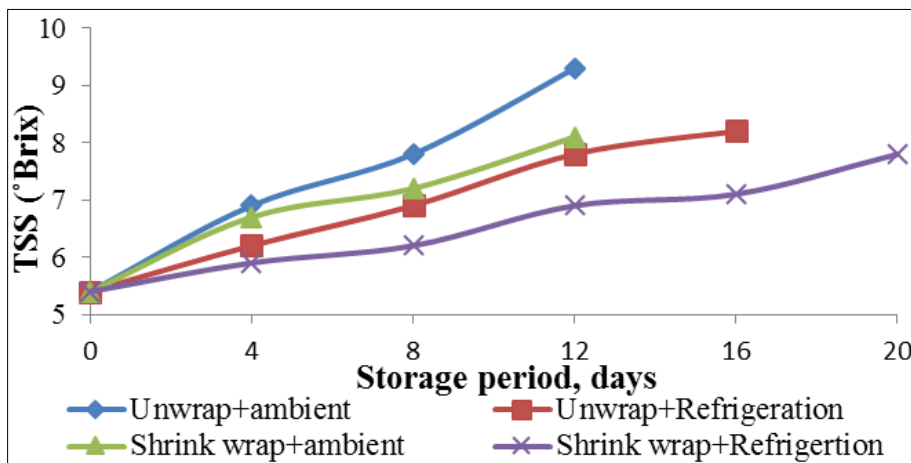 10
9
8
7
6
5
TSS (˚Brix)
0 4 8 12 16 20
Storage period, days
Unwrap+ambient
Unwrap+Refrigeration
Shrink wrap+ambient
Shrink wrap+Refrigertion